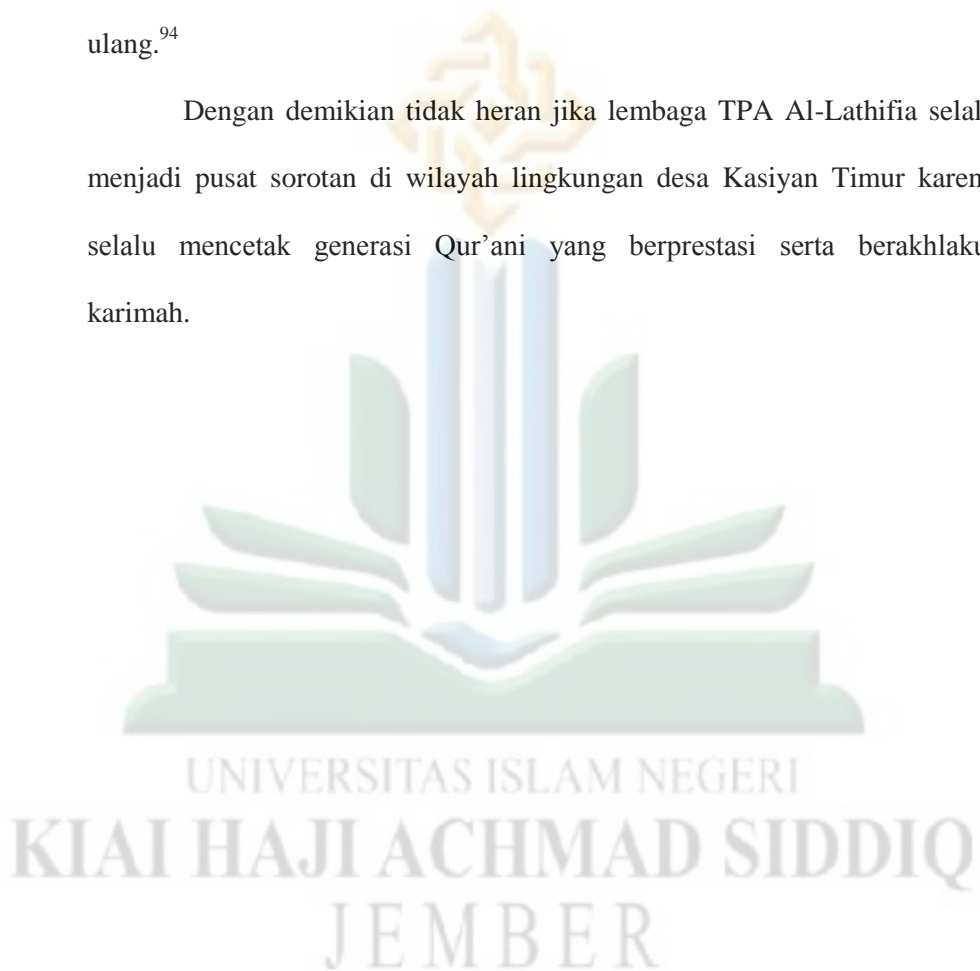 ulang.94
Dengan demikian tidak heran jika lembaga TPA Al-Lathifia selal
menjadi pusat sorotan di wilayah lingkungan desa Kasiyan Timur karen
selalu mencetak generasi Qur’ani yang berprestasi serta berakhlaku
karimah.
UNIVERSITAS ISLAM NEGERI
KIAI HAJI ACHMAD SIDDIQ
JEMBER